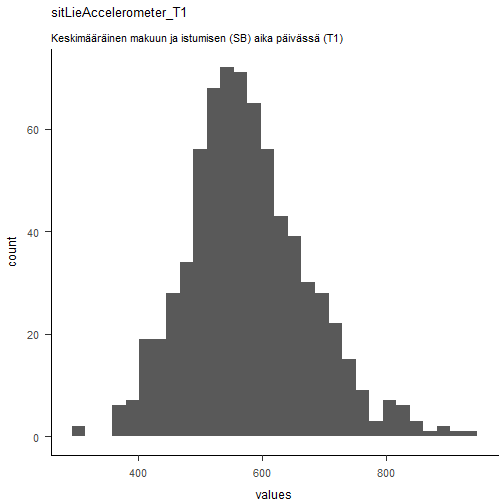 sitLieAccelerometer_T1
Keskimääräinen makuun ja istumisen (SB) aika päivässä (T1)
60
40
20
0
count
400 600 800
values